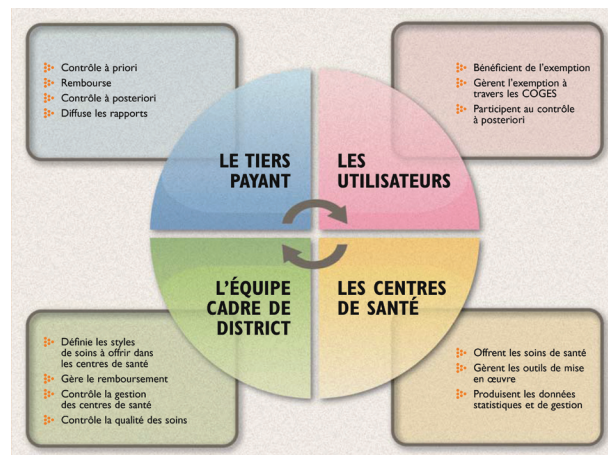 Contrôle à priori
Rembourse
Contrôle à posteriori
Diffuse les rapports
Bénéficient de l'exemption
Gèrent l'exemption à
travers les COGES
Participent au contrôle
à posteriori
LE TIERS
PAYANT
LES
UTILISATEURS
L'ÉQUIPE
CADRE DE
DISTRICT
LES CENTRES
DE SANTÉ
Définie les styles
de soins à offrir dans
les centres de santé
Gère le remboursement
Contrôle la gestion
des centres de santé
Contrôle la qualité des soins
Offrent les soins de santé
Gèrent les outils de mise
en œuvre
Produisent les données
statistiques et de gestion